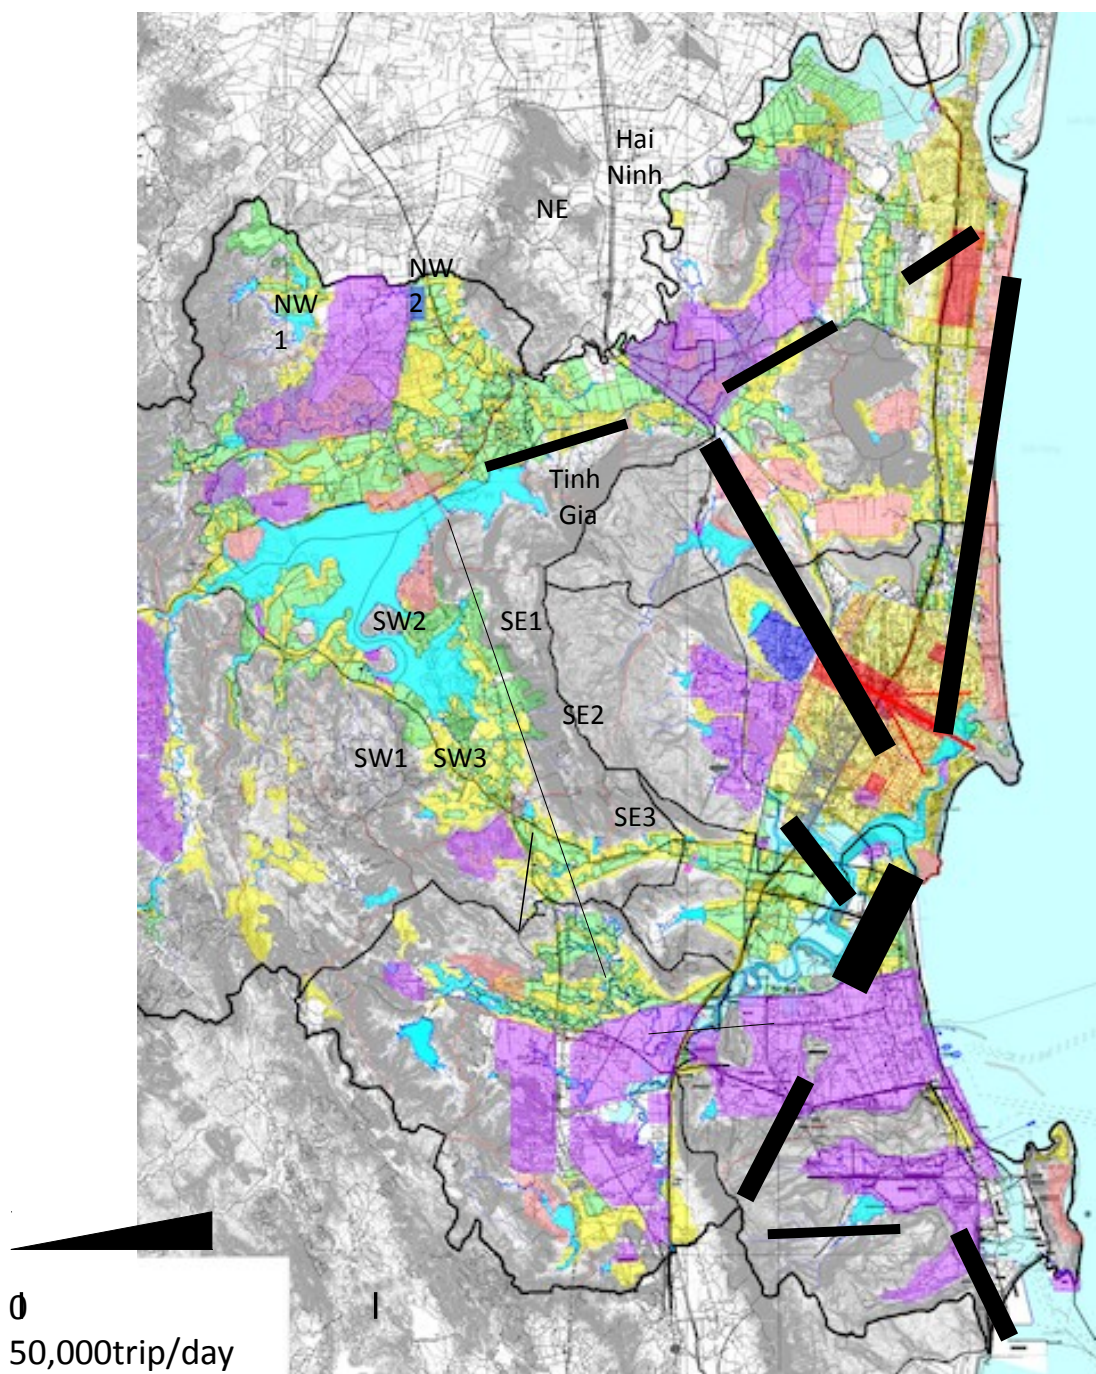 Hai
Ninh
NE
NW
2
NW
1
Tinh
Gia
SW2
SE1
SE2
SW1
SW3
SE3
0
50,000trip/day